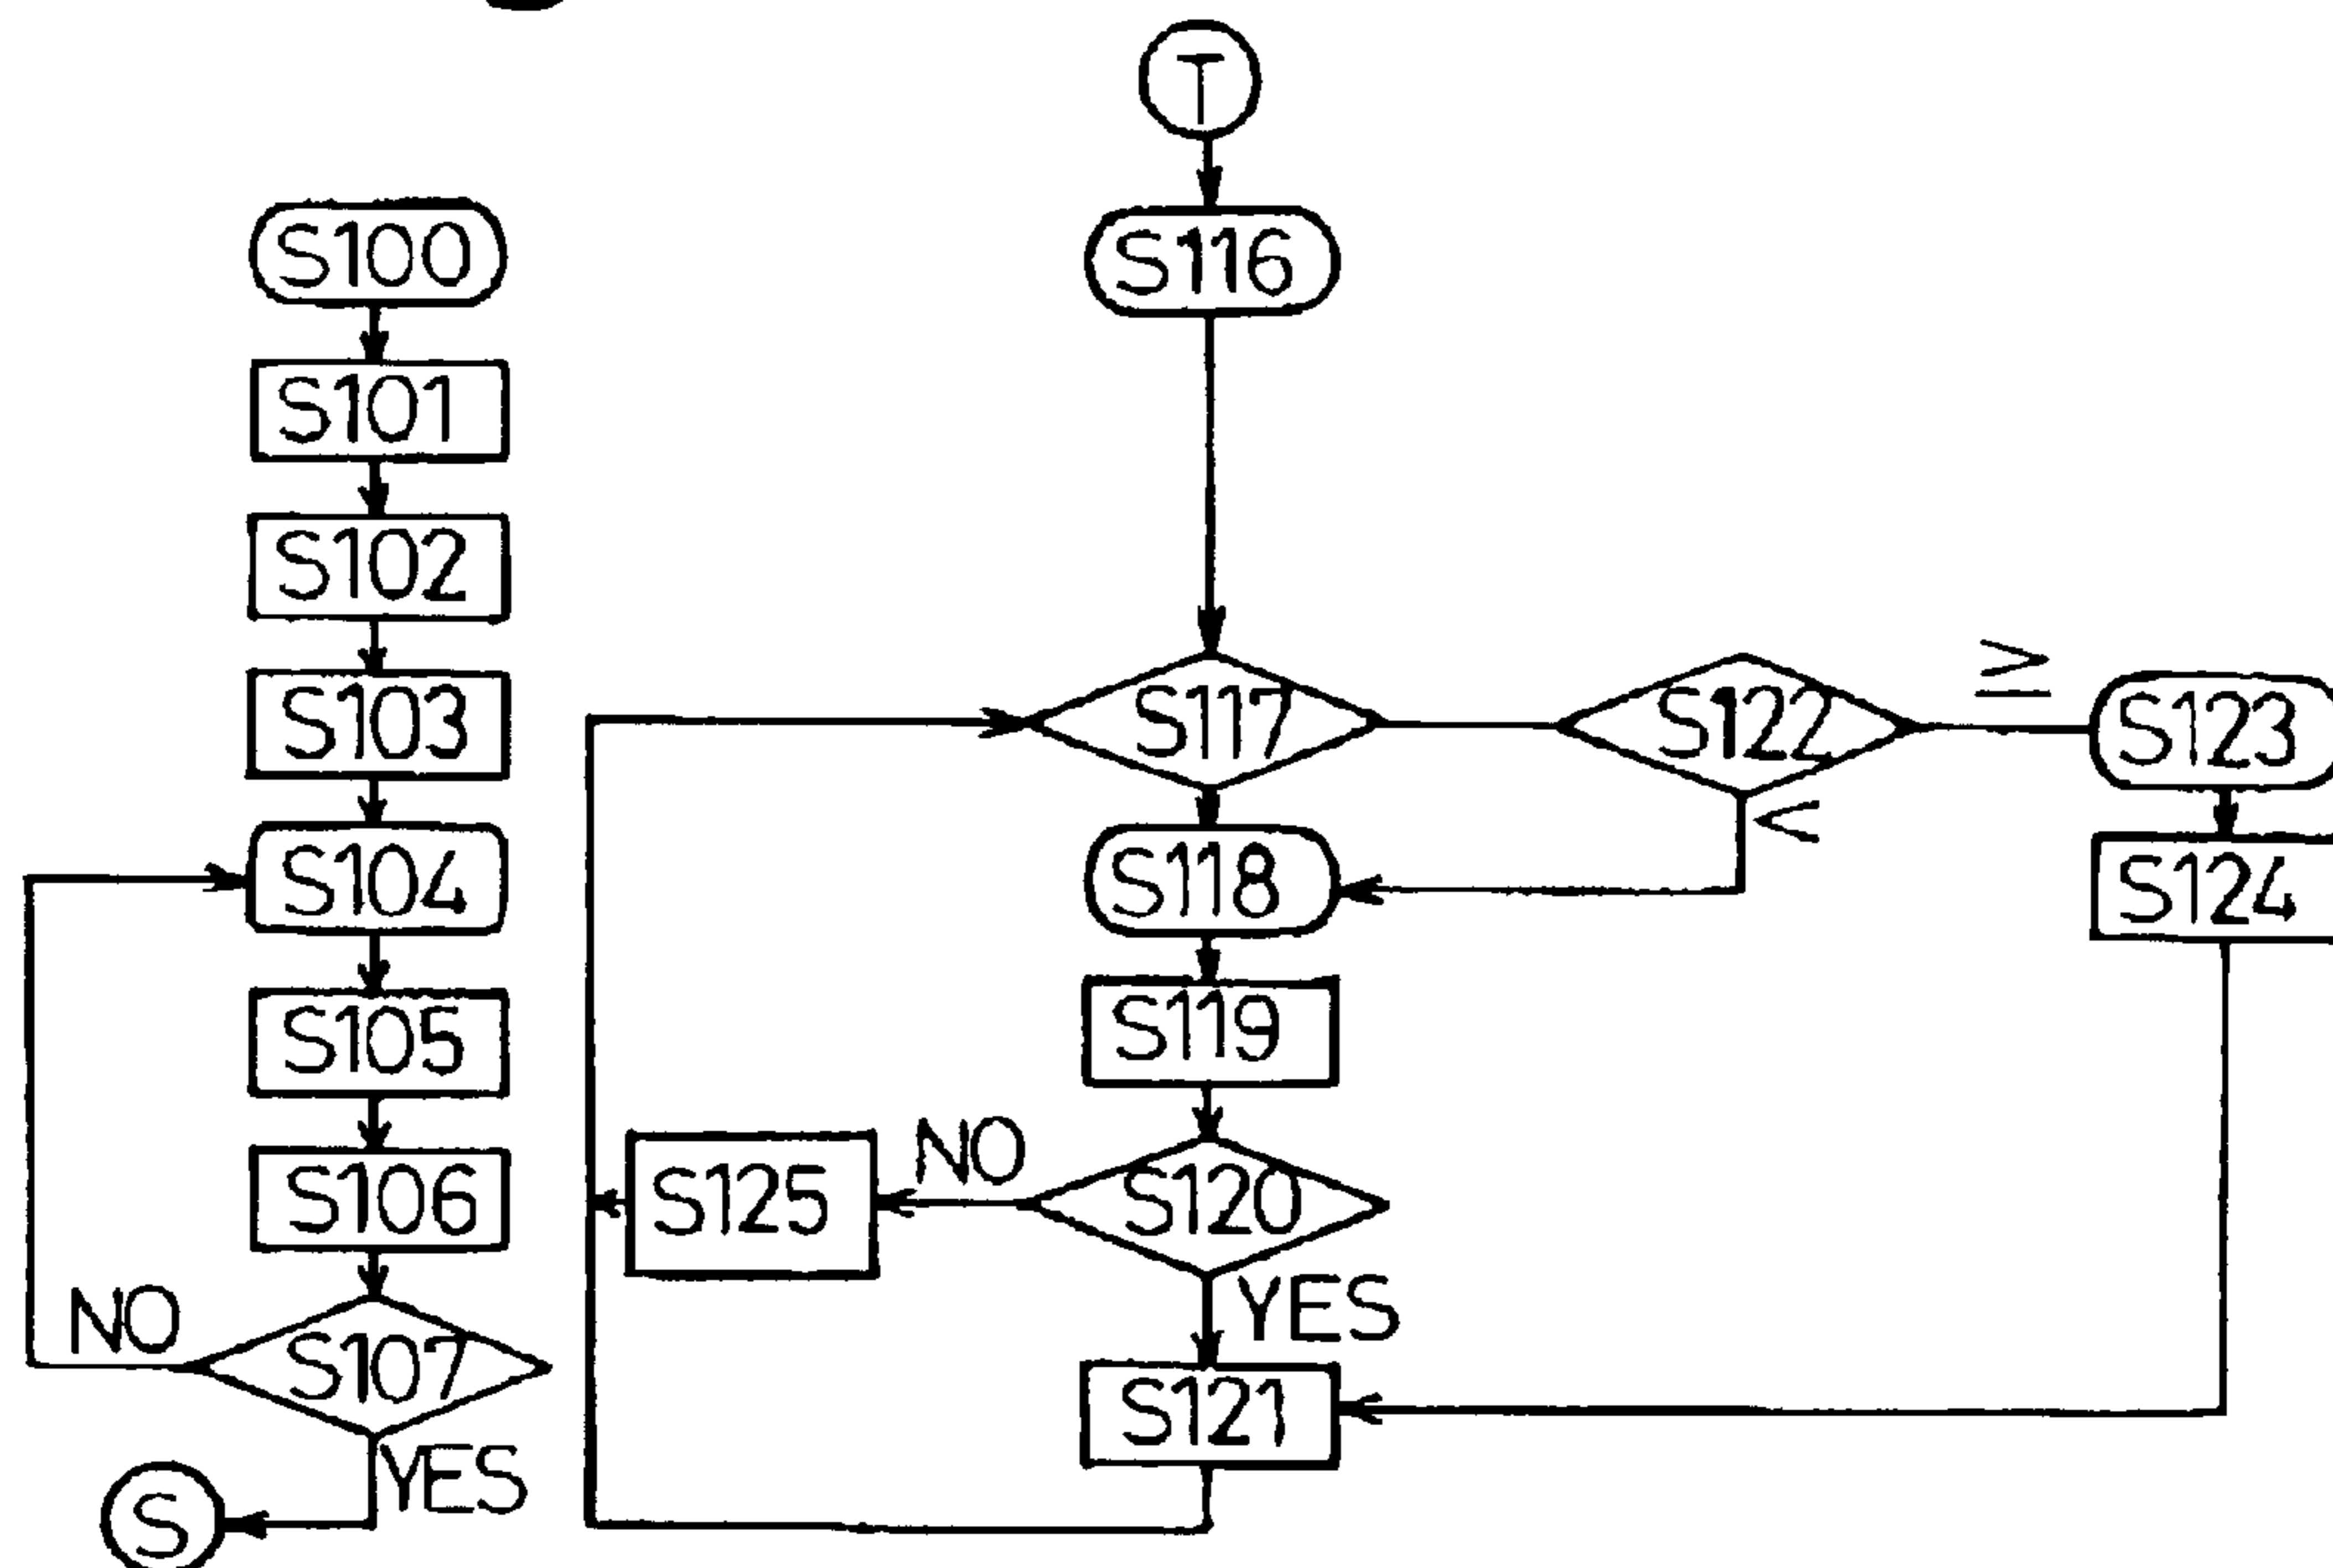 S100
S101
S102
S103
S104
S105
S106
NO
S107
YES
S
T
S116
S117
S122
≥
S123
<
S118
S124
S119
NO
S125
S120
YES
S121